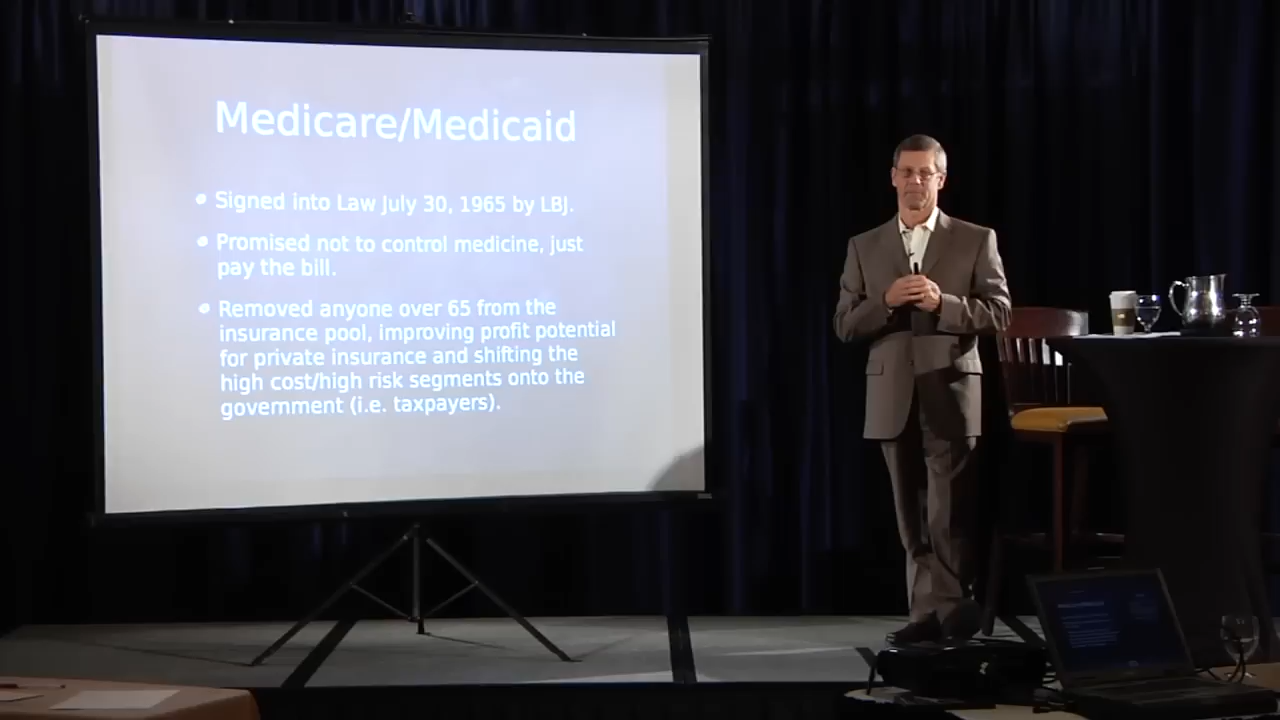 Medicare/Medicaid
• Signed into Law July 30, 1965 by LBJ.
• Promised not to control medicine, just
pay the bill.
• Removed anyone over 65 from the
insurance pool, improving profit potential
for private insurance and shifting the
high cost/high risk segments onto the
government (i.e. taxpayers).